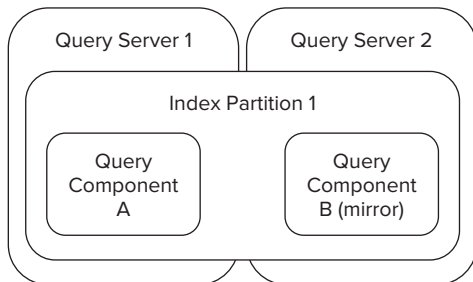 Query Server 1
Query Server 2
Index Partition 1
Query
Component
A
Query
Component
B (mirror)